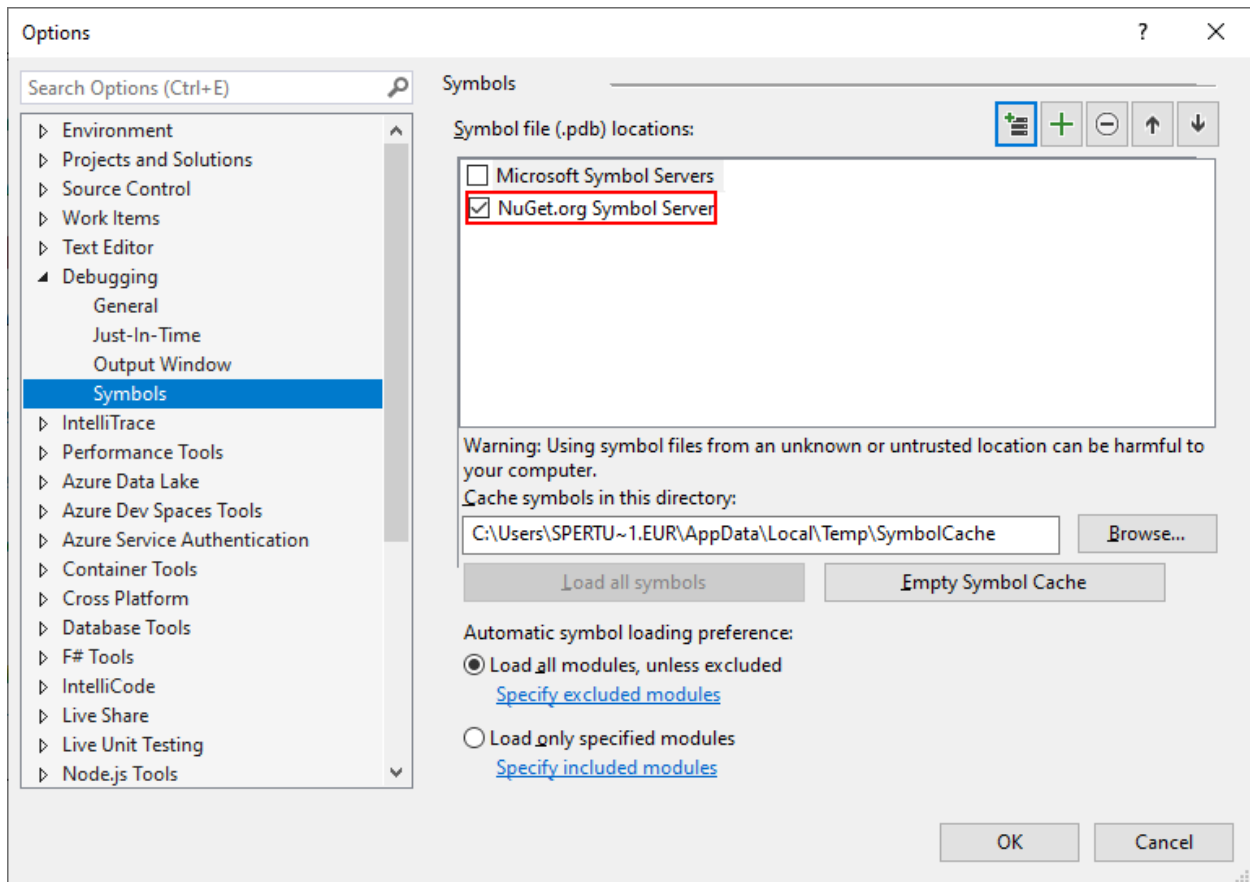 Options
?
Search Options (Ctrl+E)
Environment
Projects and Solutions
Source Control
Work Items
Text Editor
Debugging
General
Just-In-Time
Output Window
Symbols
IntelliTrace
Performance Tools
Azure Data Lake
Azure Dev Spaces Tools
Azure Service Authentication
Container Tools
Cross Platform
Database Tools
F# Tools
IntelliCode
Live Share
Live Unit Testing
Node.js Tools
Symbols
Symbol file (.pdb) locations:
Microsoft Symbol Servers
NuGet.org Symbol Server
Warning: Using symbol files from an unknown or untrusted location can be harmful to
your computer.
Cache symbols in this directory:
C:\Users\SPERTU~1.EUR\AppData\Local\Temp\SymbolCache
Browse...
Load all symbols
Empty Symbol Cache
Automatic symbol loading preference:
Load all modules, unless excluded
Specify excluded modules
Load only specified modules
Specify included modules
OK
Cancel